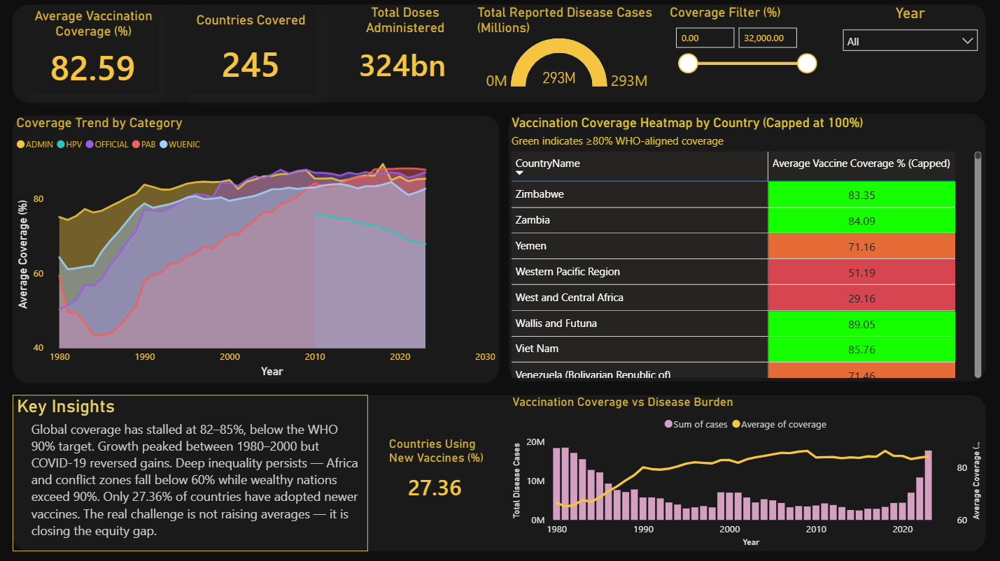 Average Vaccination
Coverage (%)
82.59
Countries Covered
245
Total Doses
Administered
324bn
Total Reported Disease Cases
(Millions)
0M
293M
293M
Coverage Filter (%)
0.00
32,000.00
Year
All
Coverage Trend by Category
ADMIN HPV OFFICIAL PAB WUENIC
Average Coverage (%)
80
60
40
1980 1990 2000 2010 2020 2030
Year
Vaccination Coverage Heatmap by Country (Capped at 100%)
Green indicates ≥80% WHO-aligned coverage
CountryName Average Vaccine Coverage % (Capped)
Zimbabwe 83.35
Zambia 84.09
Yemen 71.16
Western Pacific Region 51.19
West and Central Africa 29.16
Wallis and Futuna 89.05
Viet Nam 85.76
Venezuela (Bolivarian Republic of) 71.46
Key Insights
Global coverage has stalled at 82–85%, below the WHO
90% target. Growth peaked between 1980–2000 but
COVID-19 reversed gains. Deep inequality persists — Africa
and conflict zones fall below 60% while wealthy nations
exceed 90%. Only 27.36% of countries have adopted newer
vaccines. The real challenge is not raising averages — it is
closing the equity gap.
Countries Using
New Vaccines (%)
27.36
Vaccination Coverage vs Disease Burden
Sum of cases Average of coverage
Total Disease Cases
20M
10M
0M
80
60
Average Coverage (...
1980 1990 2000 2010 2020
Year